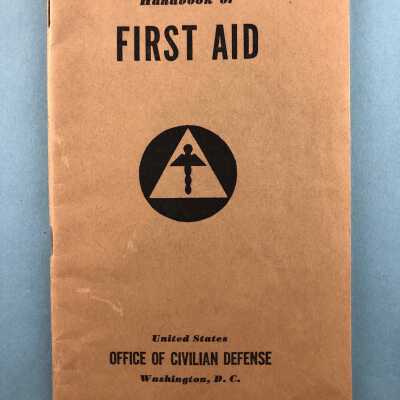 Handbook of
FIRST AID
United States
OFFICE OF CIVILIAN DEFENSE
Washington, D. C.